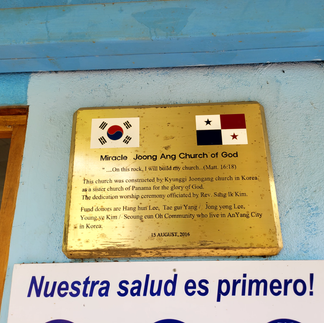 Miracle Joong Ang Church of God
"....On this rock, I will build my church...(Matt. 16:18)
This church was constructed by Kyunggi Joongang church in Korea,
as a sister church of Panama for the glory of God.
The dedication worship ceremony officiated by Rev. Sang ik Kim.
Fund donors are Hang hun Lee, Tae gui Yang / Jong yong Lee,
Young ye Kim / Seoung eun Oh Community who live in AnYang City
in Korea.
15 AUGUST, 2014
Nuestra salud es primero!